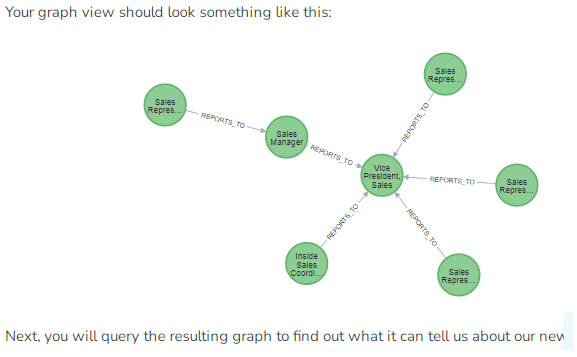 Your graph view should look something like this:
Sales
Repres...
Sales
Repres...
REPORTS_TO
REPORTS_TO
Sales
Manager
REPORTS_TO
Vice
President,
Sales
REPORTS_TO
Sales
Repres...
REPORTS_TO
REPORTS_TO
Inside
Sales
Coordi...
Sales
Repres...
Next, you will query the resulting graph to find out what it can tell us about our new